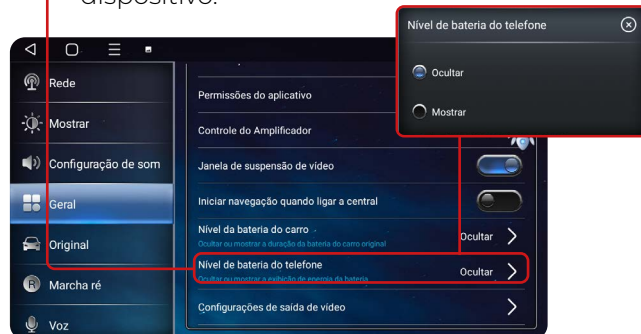 dispositivo.
Nível de bateria do telefone
Ocultar
Mostrar
Rede
Mostrar
Configuração de som
Geral
Original
R Marcha ré
Voz
Permissões do aplicativo
Controle do Amplificador
Janela de suspensão de vídeo
Iniciar navegação quando ligar a central
Nível da bateria do carro
Ocultar ou mostrar a duração da bateria do carro original
Ocultar
Nível de bateria do telefone
Ocultar ou mostrar a exibição de energia da bateria
Ocultar
Configurações de saída de vídeo